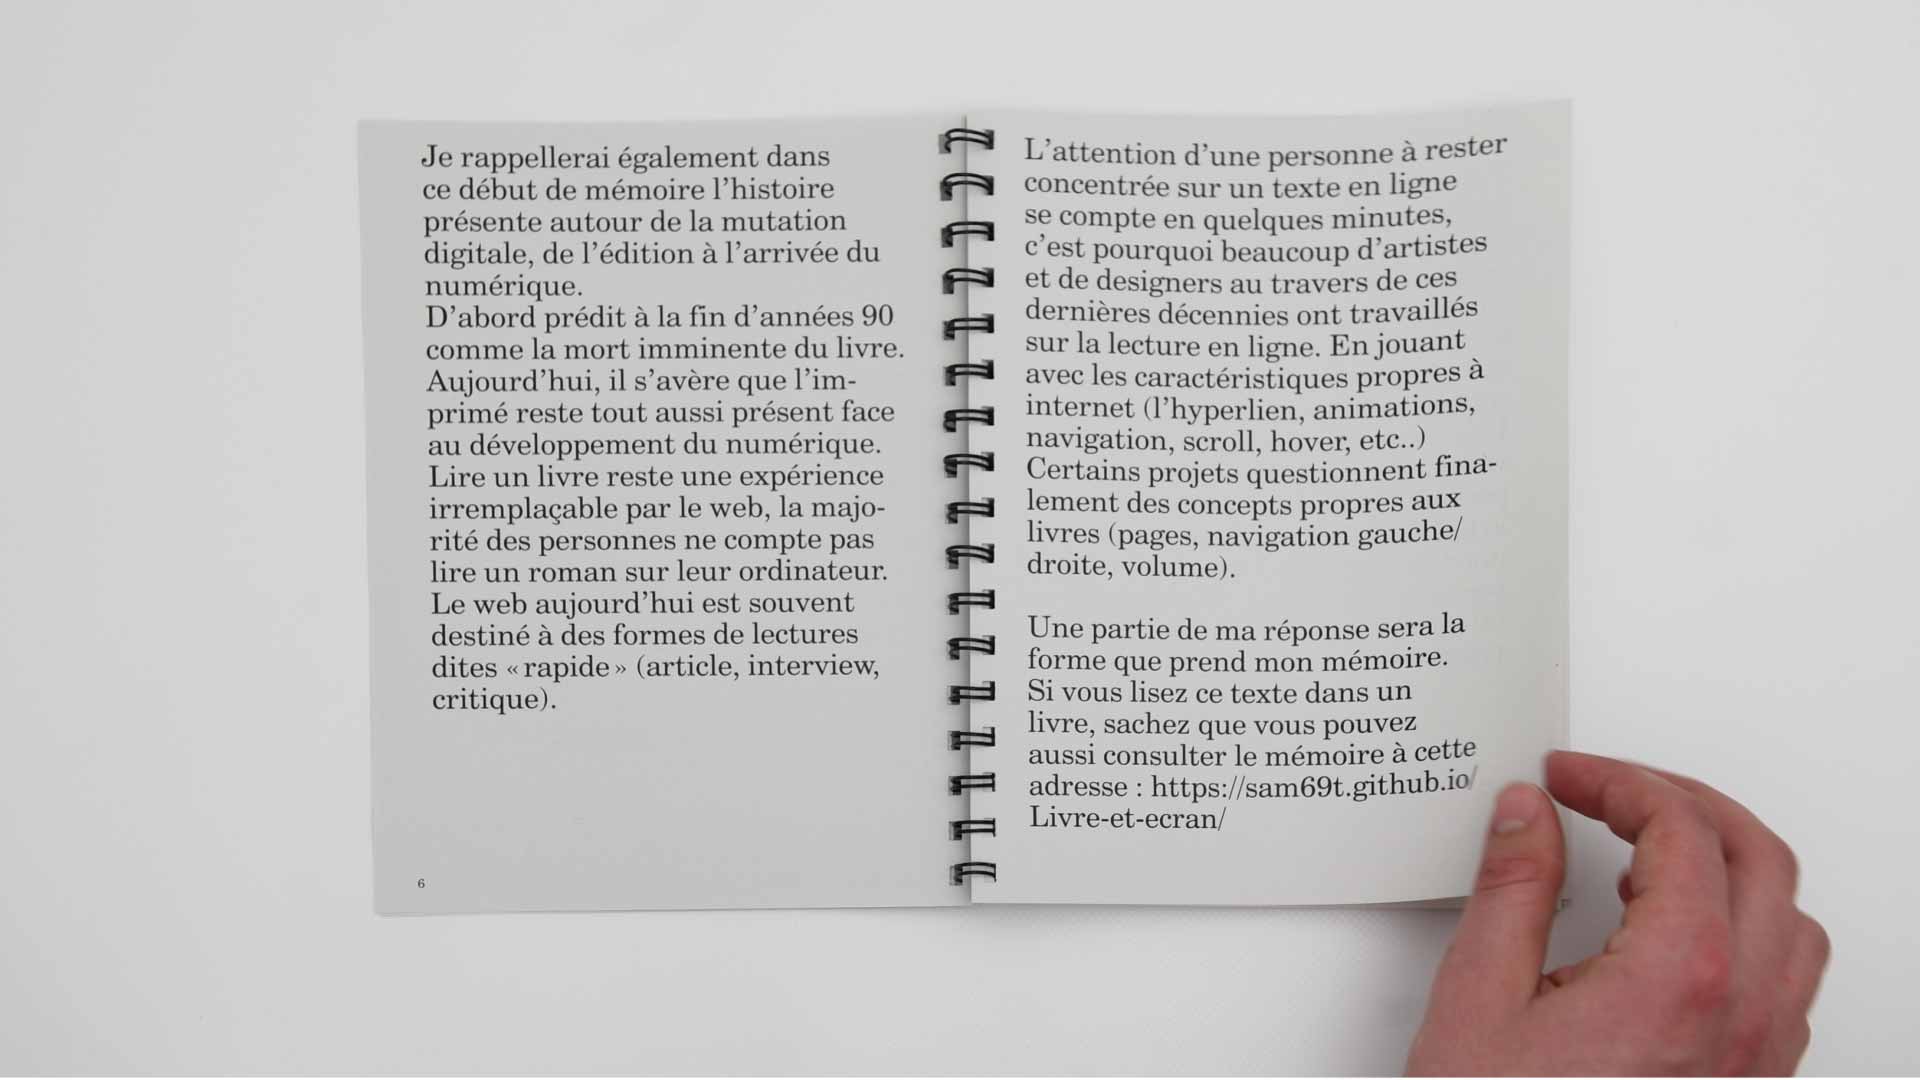 Je rappellerai également dans
ce début de mémoire l’histoire
présente autour de la mutation
digitale, de l’édition à l’arrivée du
numérique.
D’abord prédit à la fin d’années 90
comme la mort imminente du livre.
Aujourd’hui, il s’avère que l’im-
primé reste tout aussi présent face
au développement du numérique.
Lire un livre reste une expérience
irremplaçable par le web, la majo-
rité des personnes ne compte pas
lire un roman sur leur ordinateur.
Le web aujourd’hui est souvent
destiné à des formes de lectures
dites « rapide » (article, interview,
critique).
6
L’attention d’une personne à rester
concentrée sur un texte en ligne
se compte en quelques minutes,
c’est pourquoi beaucoup d’artistes
et de designers au travers de ces
dernières décennies ont travaillés
sur la lecture en ligne. En jouant
avec les caractéristiques propres à
internet (l’hyperlien, animations,
navigation, scroll, hover, etc..)
Certains projets questionnent fina-
lement des concepts propres aux
livres (pages, navigation gauche/
droite, volume).
Une partie de ma réponse sera la
forme que prend mon mémoire.
Si vous lisez ce texte dans un
livre, sachez que vous pouvez
aussi consulter le mémoire à cette
adresse : https://sam69t.github.io/
Livre-et-ecran/